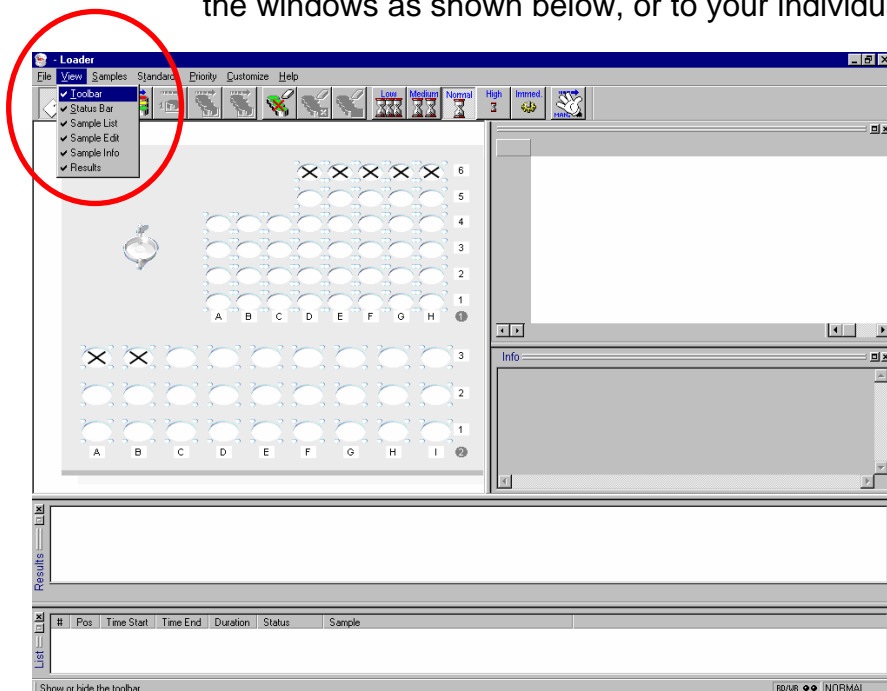 the windows as shown below, or to your individu
- Loader
File View Samples Standard Priority Customize Help
Toolbar
Status Bar
Sample List
Sample Edit
Sample Info
Results
Low Medium Normal High Immed.
6
5
4
3
2
1
A B C D E F G H 1
3
2
1
A B C D E F G H I 2
Info
Results
# Pos Time Start Time End Duration Status Sample
List
Show or hide the toolbar
NORMAL